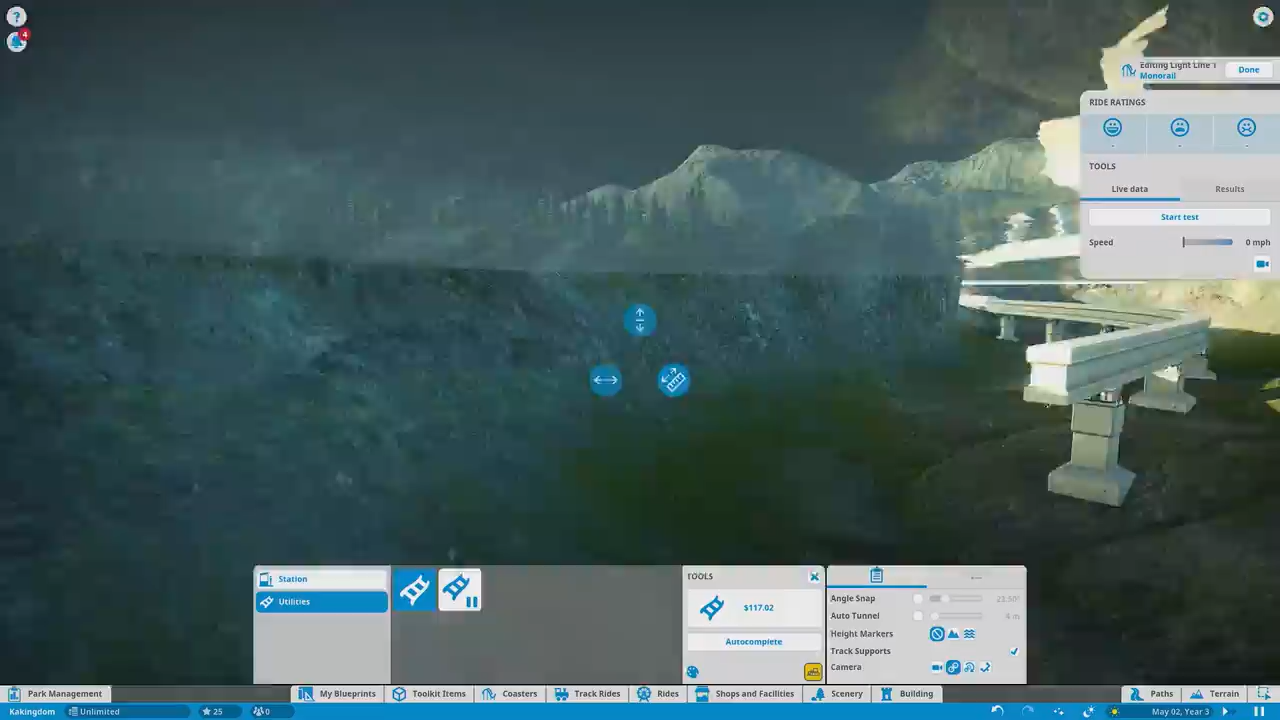 ?
4
Editing Light Line 1
Monorail
Done
RIDE RATINGS
-
-
-
TOOLS
Live data
Results
Start test
Speed
0 mph
Station
Utilities
TOOLS
$117.02
Autocomplete
Angle Snap
22.50°
Auto Tunnel
4 m
Height Markers
Track Supports
Camera
Park Management
My Blueprints
Toolkit Items
Coasters
Track Rides
Rides
Shops and Facilities
Scenery
Building
Paths
Terrain
Kakingdom
Unlimited
25
0
May 02, Year 3